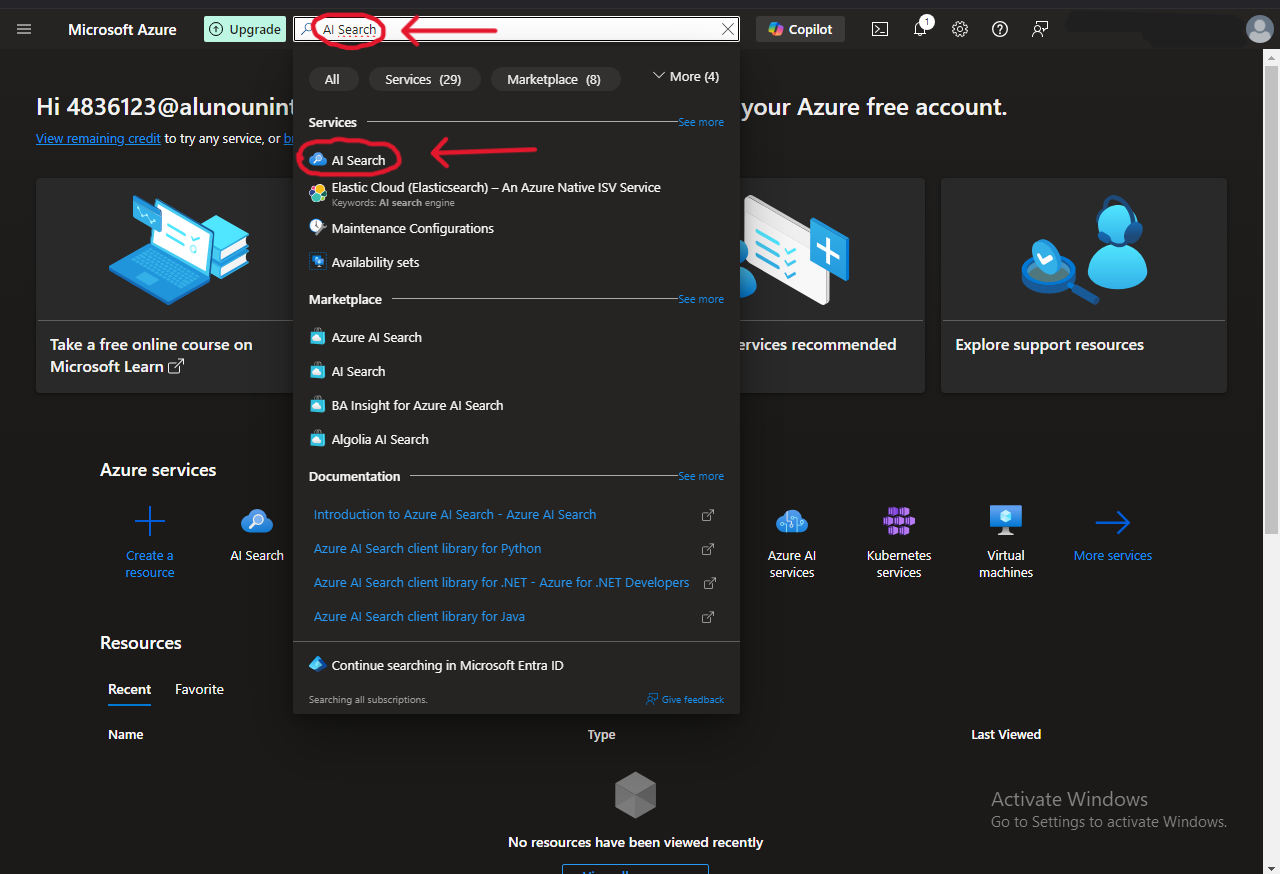 Microsoft Azure
Upgrade
AI Search
Copilot
1
All
Services (29)
Marketplace (8)
More (4)
Hi 4836123@alunounint
your Azure free account.
View remaining credit to try any service, or
Services
See more
AI Search
Elastic Cloud (Elasticsearch) – An Azure Native ISV Service
Keywords: AI search engine
Maintenance Configurations
Availability sets
Marketplace
See more
Azure AI Search
AI Search
BA Insight for Azure AI Search
Algolia AI Search
Documentation
See more
Introduction to Azure AI Search - Azure AI Search
Azure AI Search client library for Python
Azure AI Search client library for .NET - Azure for .NET Developers
Azure AI Search client library for Java
Continue searching in Microsoft Entra ID
Searching all subscriptions.
Give feedback
Take a free online course on
Microsoft Learn
ervices recommended
Explore support resources
Azure services
Create a
resource
AI Search
Azure AI
services
Kubernetes
services
Virtual
machines
More services
Resources
Recent
Favorite
Name
Type
Last Viewed
No resources have been viewed recently
Activate Windows
Go to Settings to activate Windows.